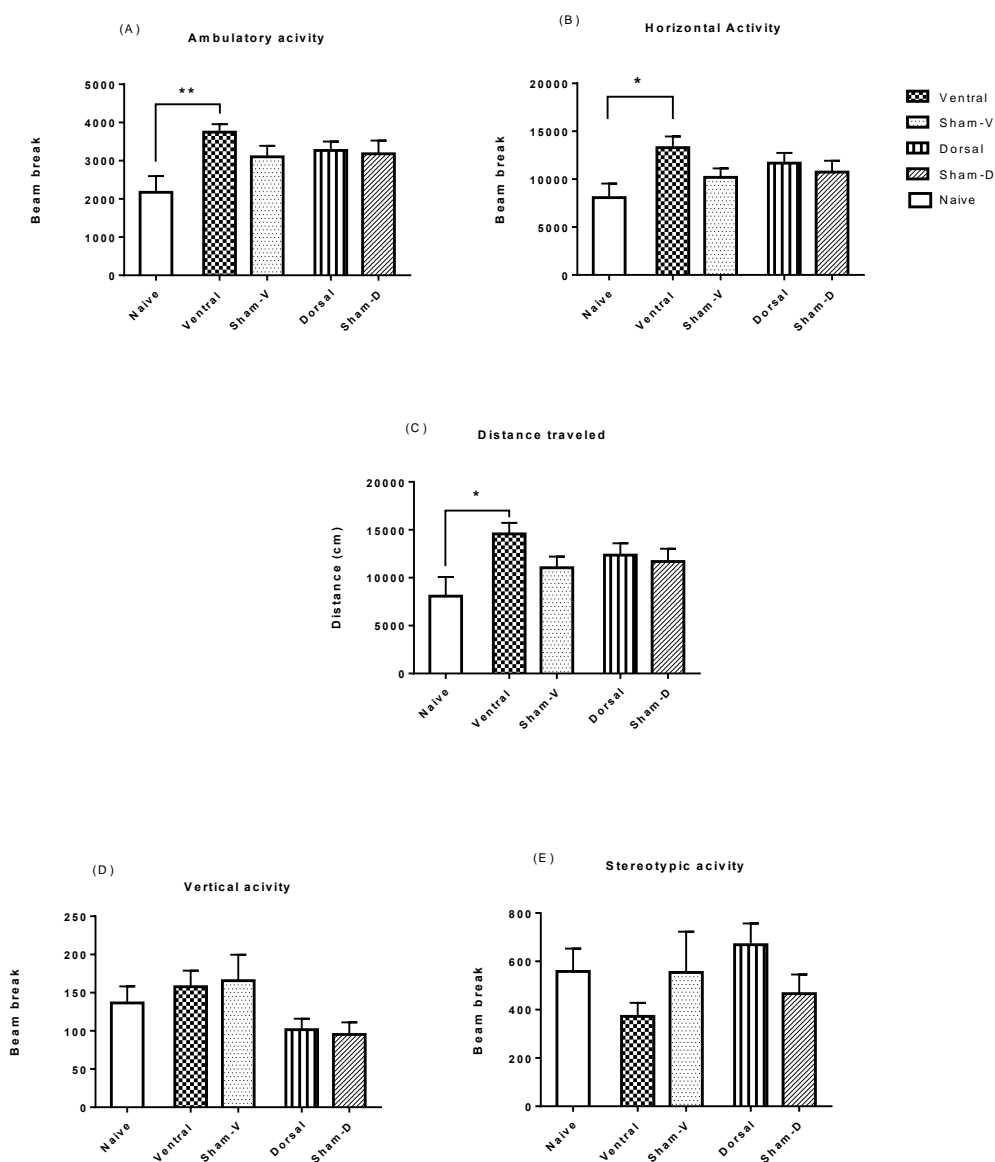 (A)
Ambulatory acivity
5000
4000
3000
2000
1000
0
Beam break
**
Naive
Ventral
Sham-V
Dorsal
Sham-D
(B)
Horizontal Activity
20000
15000
10000
5000
0
Beam break
*
Naive
Ventral
Sham-V
Dorsal
Sham-D
Ventral
Sham-V
Dorsal
Sham-D
Naive
(C)
Distance traveled
20000
15000
10000
5000
0
Distance (cm)
*
Naive
Ventral
Sham-V
Dorsal
Sham-D
(D)
Vertical acivity
250
200
150
100
50
0
Beam break
Naive
Ventral
Sham-V
Dorsal
Sham-D
(E)
Stereotypic acivity
800
600
400
200
0
Beam break
Naive
Ventral
Sham-V
Dorsal
Sham-D